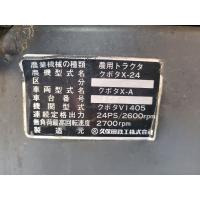 農業機械の種類 農用トラクタ
農機型式名 クボタX-24
区分
車両型式名 クボタX-A
車台番号
機関型式名 クボタV1405
連続定格出力 24PS/2600rpm
無負荷最高回転速度 2700rpm
製造元 久保田鉄工株式会社